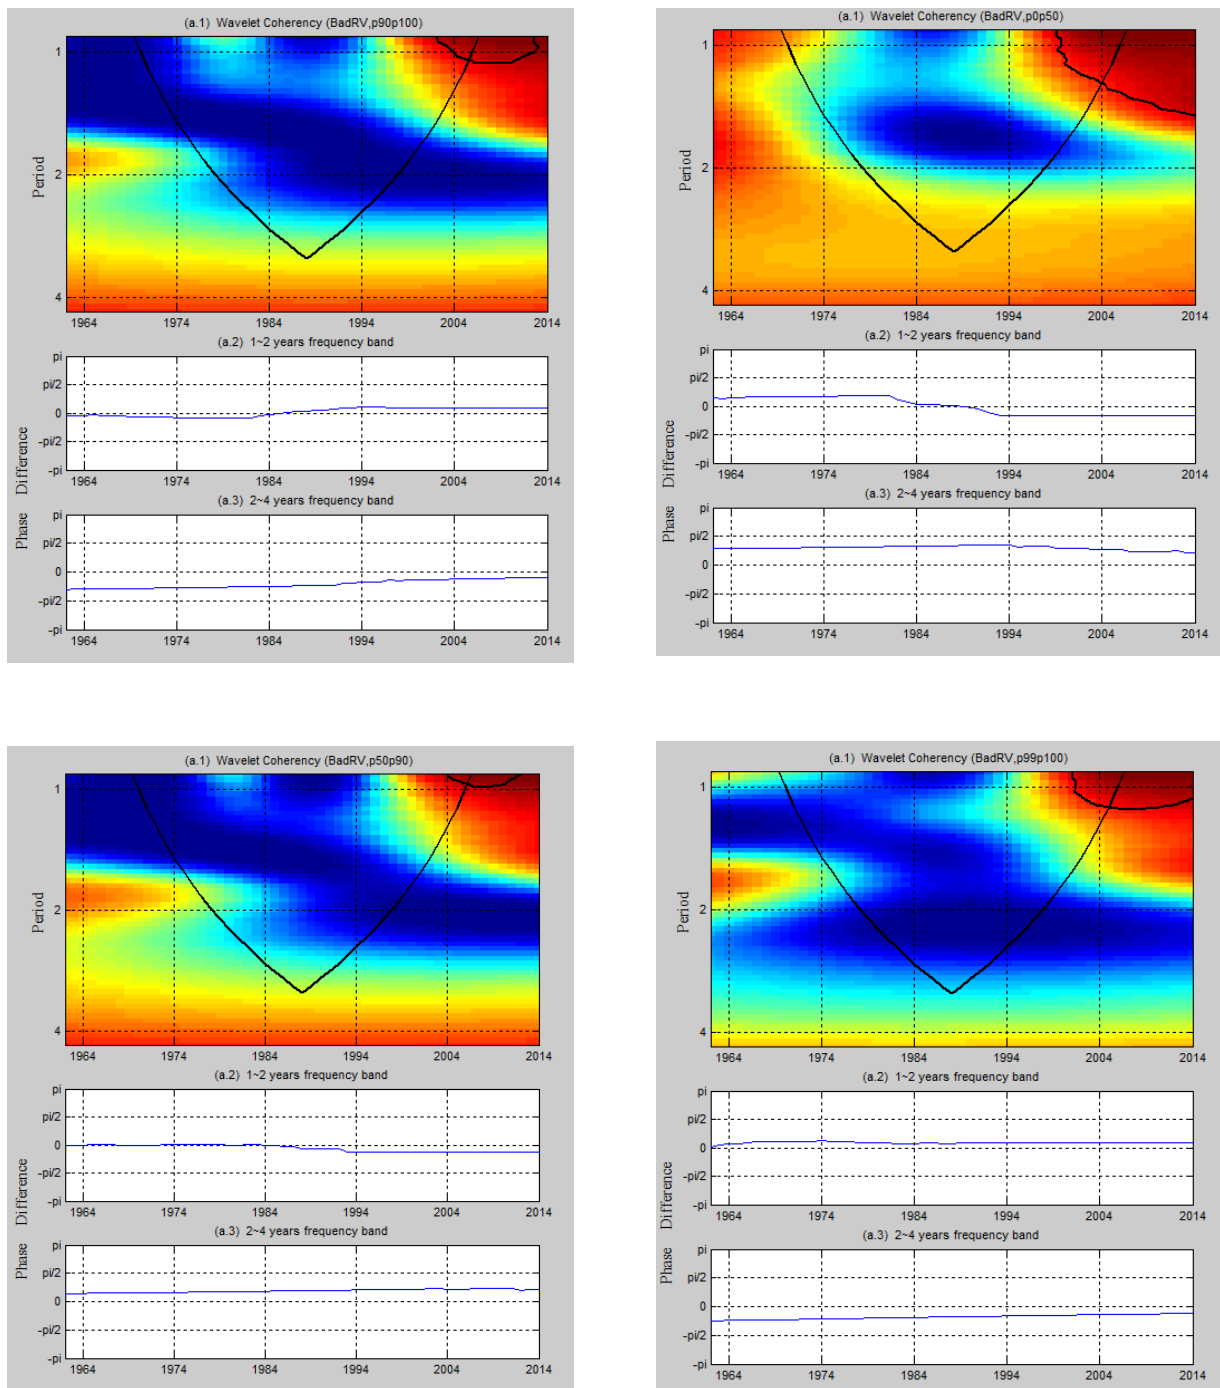 (a.1) Wavelet Coherency (BadRV,p90p100)
1
2
4
Period
1964 1974 1984 1994 2004 2014
(a.2) 1~2 years frequency band
pi
pi/2
0
-pi/2
-pi
1964 1974 1984 1994 2004 2014
(a.3) 2~4 years frequency band
pi
pi/2
0
-pi/2
-pi
1964 1974 1984 1994 2004 2014
Phase Difference
(a.1) Wavelet Coherency (BadRV,p0p50)
1
2
4
Period
1964 1974 1984 1994 2004 2014
(a.2) 1~2 years frequency band
pi
pi/2
0
-pi/2
-pi
1964 1974 1984 1994 2004 2014
(a.3) 2~4 years frequency band
pi
pi/2
0
-pi/2
-pi
1964 1974 1984 1994 2004 2014
Phase Difference
(a.1) Wavelet Coherency (BadRV,p50p90)
1
2
4
Period
1964 1974 1984 1994 2004 2014
(a.2) 1~2 years frequency band
pi
pi/2
0
-pi/2
-pi
1964 1974 1984 1994 2004 2014
(a.3) 2~4 years frequency band
pi
pi/2
0
-pi/2
-pi
1964 1974 1984 1994 2004 2014
Phase Difference
(a.1) Wavelet Coherency (BadRV,p99p100)
1
2
4
Period
1964 1974 1984 1994 2004 2014
(a.2) 1~2 years frequency band
pi
pi/2
0
-pi/2
-pi
1964 1974 1984 1994 2004 2014
(a.3) 2~4 years frequency band
pi
pi/2
0
-pi/2
-pi
1964 1974 1984 1994 2004 2014
Phase Difference